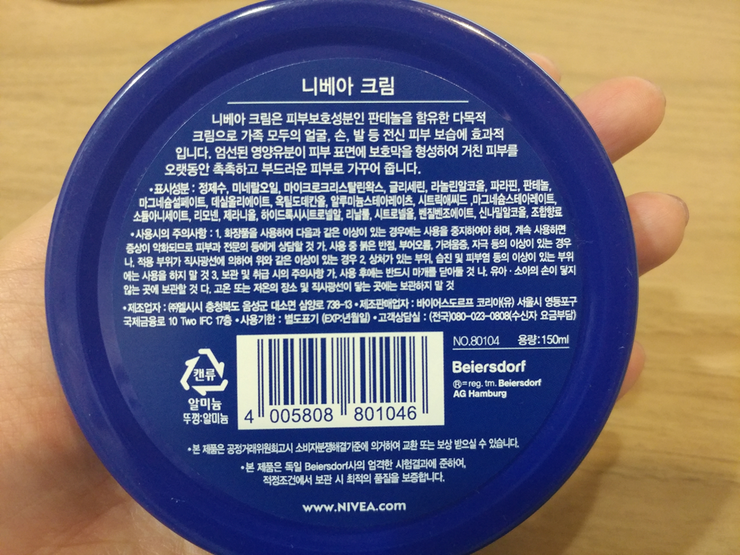 니베아 크림
니베아 크림은 피부보호성분인 판테놀을 함유한 다목적
크림으로 가족 모두의 얼굴, 손, 발 등 전신 피부 보습에 효과적
입니다. 엄선된 영양유분이 피부 표면에 보호막을 형성하여 거친 피부를
오랫동안 촉촉하고 부드러운 피부로 가꾸어 줍니다.
•표시성분 : 정제수, 미네랄오일, 마이크로크리스탈린왁스, 글리세린, 라놀린알코올, 파라핀, 판테놀,
마그네슘설페이트, 데실올리에이트, 옥틸도데칸올, 알루미늄스테아레이츠, 시트릭애씨드, 마그네슘스테아레이트,
소듐아니세이트, 리모넨, 제라니올, 하이드록시시트로넬알, 리날룰, 시트로넬올, 벤질벤조에이트, 신나밀알코올, 조합향료
•사용시의 주의사항 : 1. 화장품을 사용하여 다음과 같은 이상이 있는 경우에는 사용을 중지하여야 하며, 계속 사용하면
증상이 악화되므로 피부과 전문의 등에게 상담할 것 가. 사용 중 붉은 반점, 부어오름, 가려움증, 자극 등의 이상이 있는 경우
나. 적용 부위가 직사광선에 의하여 위와 같은 이상이 있는 경우 2. 상처가 있는 부위, 습진 및 피부염 등의 이상이 있는 부위
에는 사용을 하지 말 것 3. 보관 및 취급 시의 주의사항 가. 사용 후에는 반드시 마개를 닫아둘 것 나. 유아·소아의 손이 닿지
않는 곳에 보관할 것 다. 고온 또는 저온의 장소 및 직사광선이 닿는 곳에는 보관하지 말 것
•제조업자 : ㈜엘시시 충청북도 음성군 대소면 삼양로 738-13 •제조판매업자 : 바이어스도르프 코리아(유) 서울시 영등포구
국제금융로 10 Two IFC 17층 •사용기한 : 별도표기 (EXP:년월일) •고객상담실 : (전국)080-023-0808(수신자 요금부담)
NO.80104 용량:150ml
캔류
알미늄
뚜껑:알미늄
4 005808 801046
Beiersdorf
®=reg. tm. Beiersdorf
AG Hamburg
•본 제품은 공정거래위원회고시 소비자분쟁해결기준에 의거하여 교환 또는 보상 받으실 수 있습니다.
•본 제품은 독일 Beiersdorf사의 엄격한 시험결과에 준하여,
적정조건에서 보관 시 최적의 품질을 보증합니다.
www.NIVEA.com